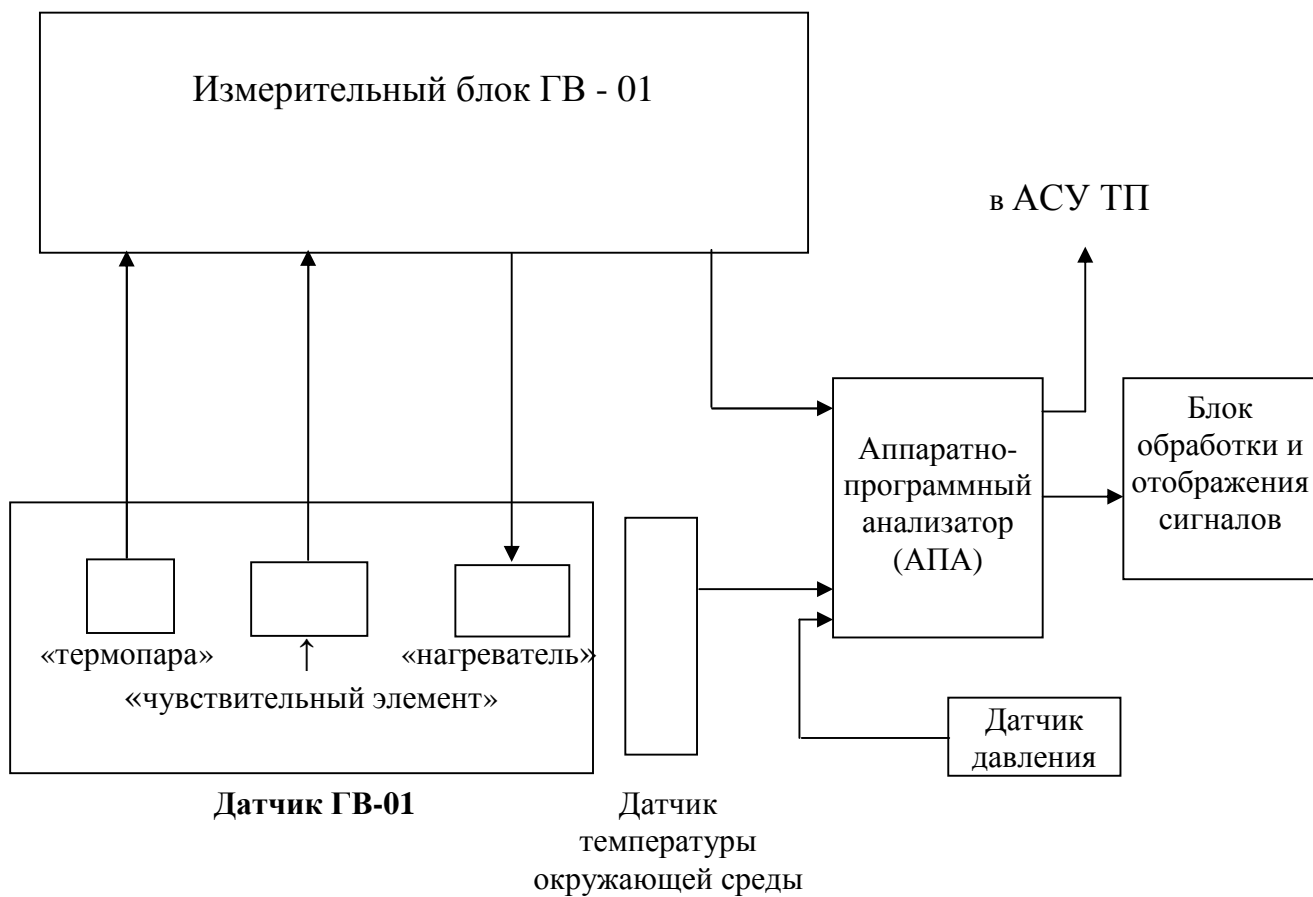 Измерительный блок ГВ - 01
в АСУ ТП
Аппаратно-
программный
анализатор
(АПА)
Блок
обработки и
отображения
сигналов
«термопара»
«нагреватель»
«чувствительный элемент»
Датчик ГВ-01
Датчик
температуры
окружающей среды
Датчик
давления